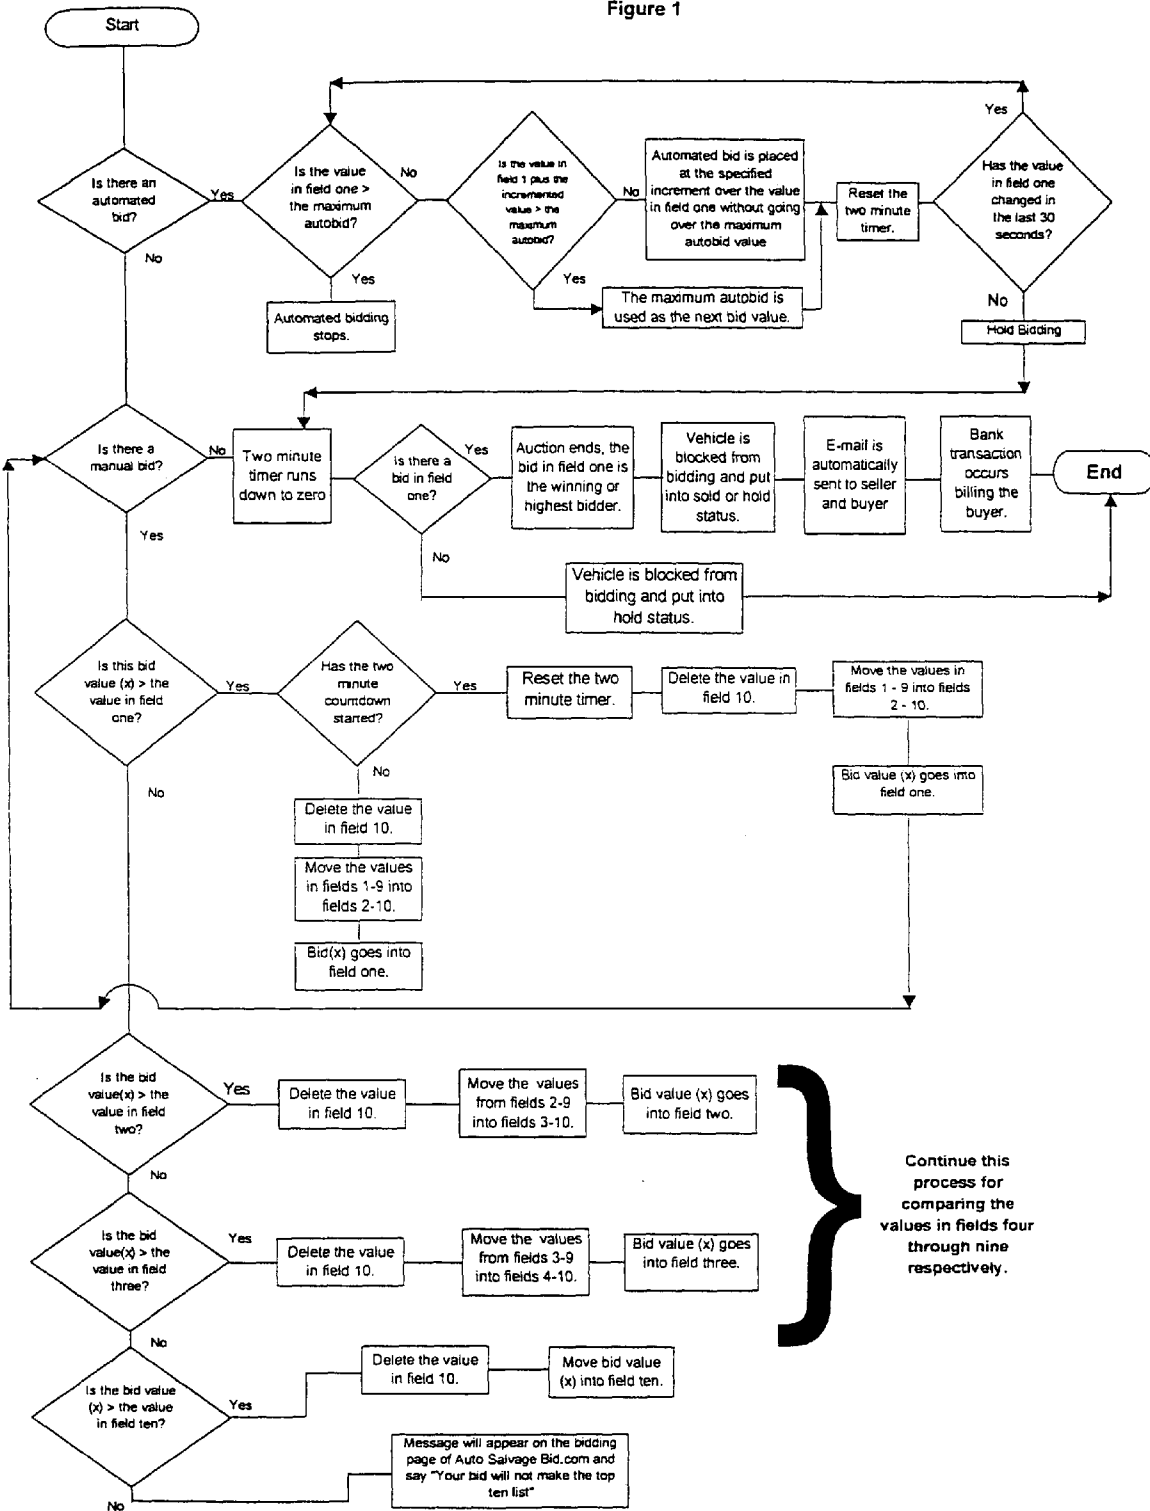 Figure 1
Start
Is there an
automated
bid?
Yes
No
Is the value
in field one >
the maximum
autobid?
No
Yes
Automated bidding
stops.
Is the value in
field 1 plus the
incremented
value > the
maximum
autobid?
No
Yes
Automated bid is placed
at the specified
increment over the value
in field one without going
over the maximum
autobid value
The maximum autobid is
used as the next bid value.
Reset the
two minute
timer.
Yes
Has the value
in field one
changed in
the last 30
seconds?
No
Hold Bidding
Is there a
manual bid?
No
Yes
Two minute
timer runs
down to zero
Is there a
bid in field
one?
Yes
No
Auction ends, the
bid in field one is
the winning or
highest bidder.
Vehicle is
blocked from
bidding and put
into sold or hold
status.
E-mail is
automatically
sent to seller
and buyer
Bank
transaction
occurs
billing the
buyer.
End
Vehicle is blocked from
bidding and put into
hold status.
Is this bid
value (x) > the
value in field
one?
Yes
No
Has the two
minute
countdown
started?
Yes
No
Reset the two
minute timer.
Delete the value in
field 10.
Move the values in
fields 1 - 9 into fields
2 - 10.
Bid value (x) goes into
field one.
Delete the value
in field 10.
Move the values
in fields 1-9 into
fields 2-10.
Bid(x) goes into
field one.
Is the bid
value(x) > the
value in field
two?
Yes
No
Delete the value
in field 10.
Move the values
from fields 2-9
into fields 3-10.
Bid value (x) goes
into field two.
Is the bid
value(x) > the
value in field
three?
Yes
No
Delete the value
in field 10.
Move the values
from fields 3-9
into fields 4-10.
Bid value (x) goes
into field three.
Continue this
process for
comparing the
values in fields four
through nine
respectively.
Is the bid value
(x) > the value
in field ten?
Yes
No
Delete the value
in field 10.
Move bid value
(x) into field ten.
Message will appear on the bidding
page of Auto Salvage Bid.com and
say "Your bid will not make the top
ten list"